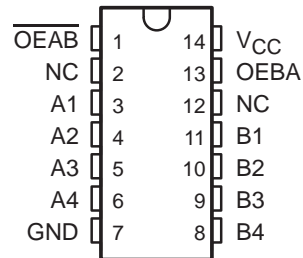 OEAB 1 14 VCC
NC 2 13 OEBA
A1 3 12 NC
A2 4 11 B1
A3 5 10 B2
A4 6 9 B3
GND 7 8 B4